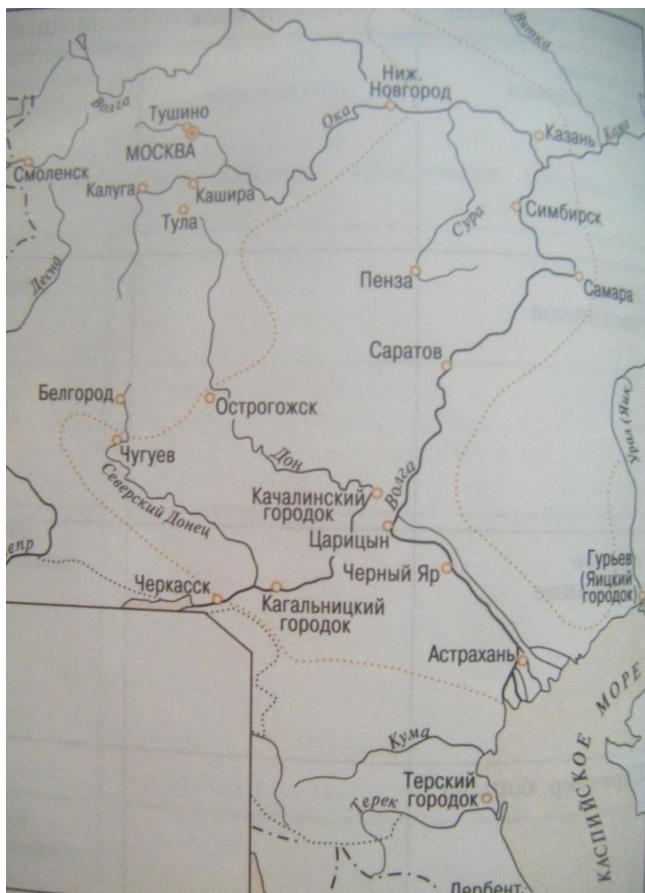 Вятка
Ниж.
Новгород
Волга
Тушино
Ока
Казань
Кама
МОСКВА
Смоленск
Калуга
Кашира
Симбирск
Тула
Сура
Десна
Пенза
Самара
Саратов
Белгород
Острогожск
Урал (Яик
Чугуев
Дон
Волга
Качалинский
городок
Северский Донец
Царицын
епр
Гурьев
(Яицкий
городок)
Черный Яр
Черкасск
Кагальницкий
городок
Астрахань
КАСПИЙСКОЕ МОРЕ
Кума
Терский
городок
Терек
Дербент